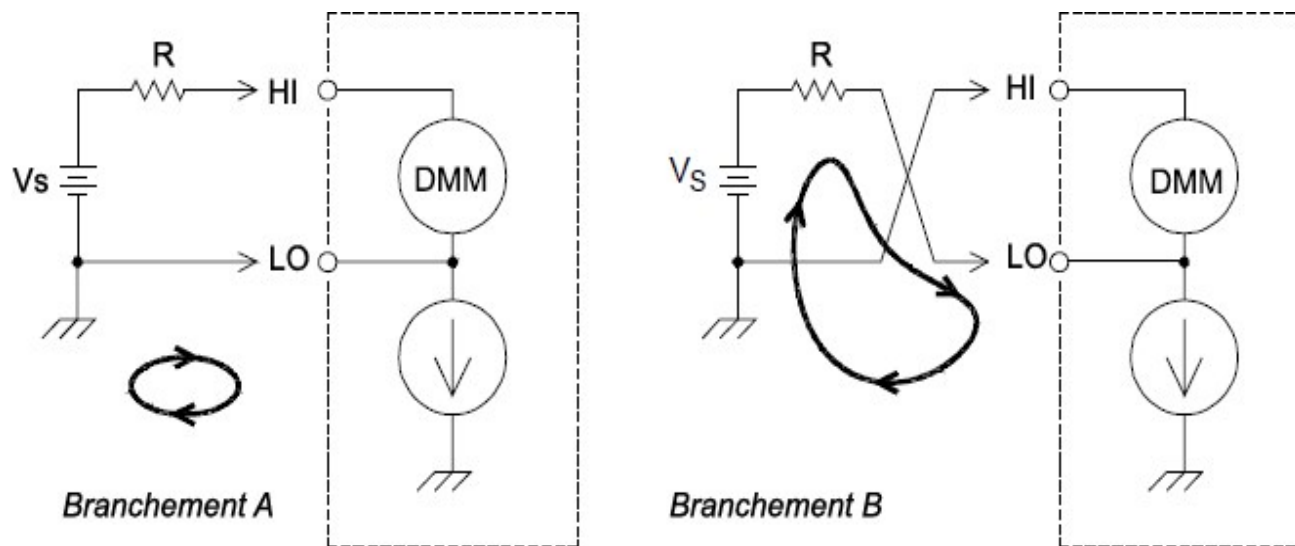 R
HI
DMM
Vs
LO
Branchement A
R
HI
DMM
VS
LO
Branchement B